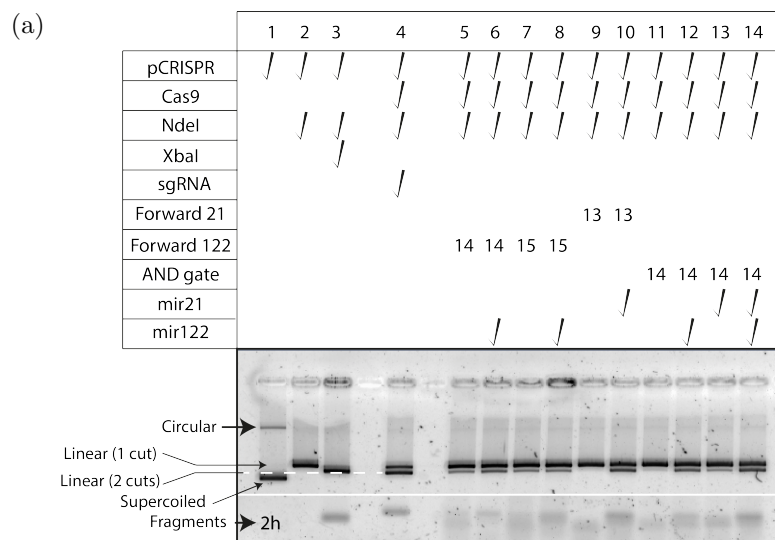 (a)
1 2 3 4 5 6 7 8 9 10 11 12 13 14
pCRISPR
Cas9
NdeI
XbaI
sgRNA
Forward 21 13 13
Forward 122 14 14 15 15
AND gate 14 14 14 14
mir21
mir122
Circular
Linear (1 cut)
Linear (2 cuts)
Supercoiled
Fragments 2h